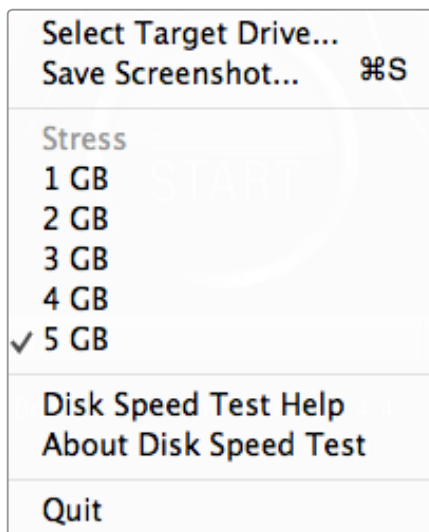 Select Target Drive...
Save Screenshot... ⌘S
Stress
START
1 GB
2 GB
3 GB
4 GB
✓ 5 GB
Disk Speed Test Help
About Disk Speed Test
Quit